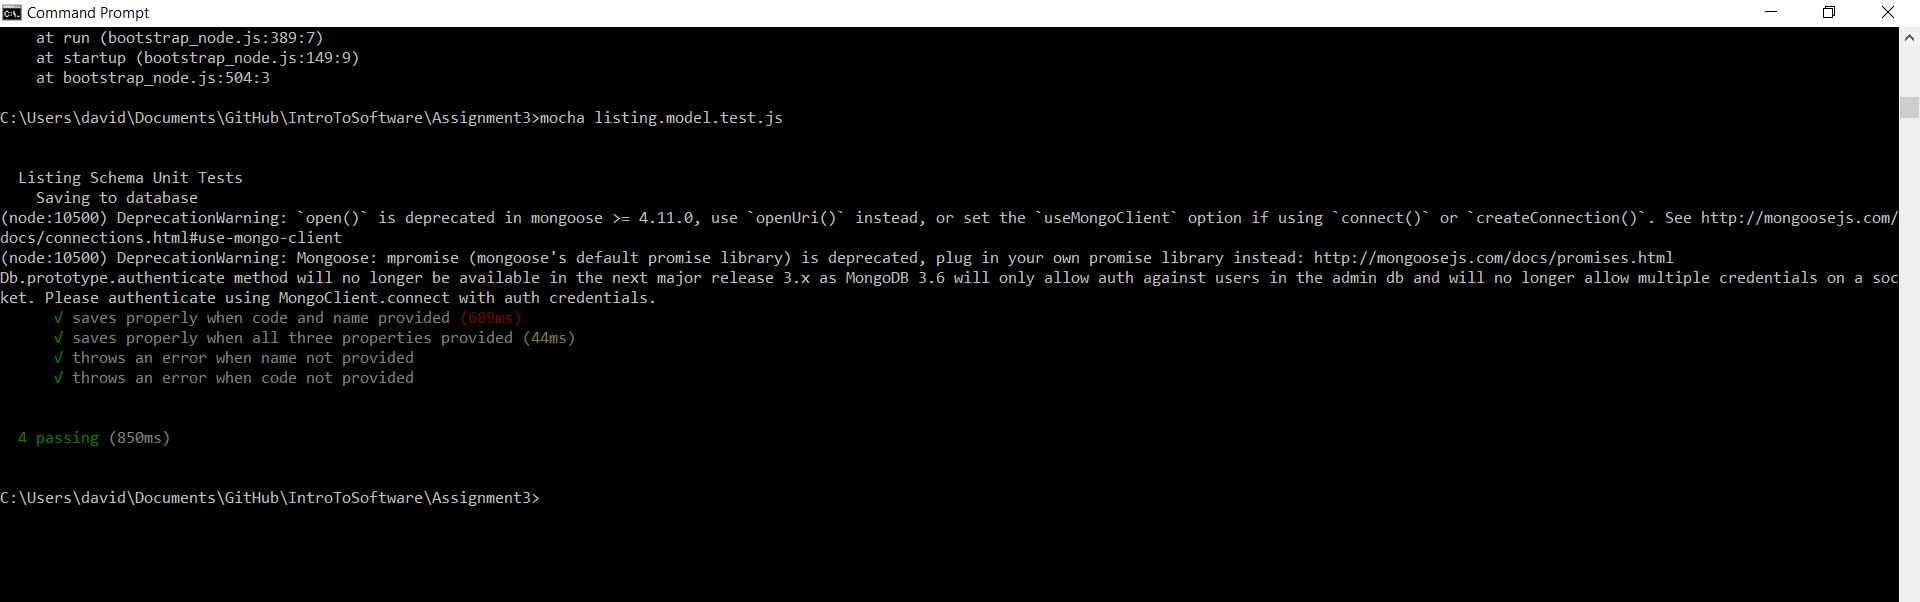 Command Prompt
at run (bootstrap_node.js:389:7)
at startup (bootstrap_node.js:149:9)
at bootstrap_node.js:504:3
C:\Users\david\Documents\GitHub\IntroToSoftware\Assignment3>mocha listing.model.test.js
Listing Schema Unit Tests
Saving to database
(node:10500) DeprecationWarning: `open()` is deprecated in mongoose >= 4.11.0, use `openUri()` instead, or set the `useMongoClient` option if using `connect()` or `createConnection()`. See http://mongoosejs.com/
docs/connections.html#use-mongo-client
(node:10500) DeprecationWarning: Mongoose: mpromise (mongoose's default promise library) is deprecated, plug in your own promise library instead: http://mongoosejs.com/docs/promises.html
Db.prototype.authenticate method will no longer be available in the next major release 3.x as MongoDB 3.6 will only allow auth against users in the admin db and will no longer allow multiple credentials on a soc
ket. Please authenticate using MongoClient.connect with auth credentials.
√ saves properly when code and name provided (689ms)
√ saves properly when all three properties provided (44ms)
√ throws an error when name not provided
√ throws an error when code not provided
4 passing (850ms)
C:\Users\david\Documents\GitHub\IntroToSoftware\Assignment3>